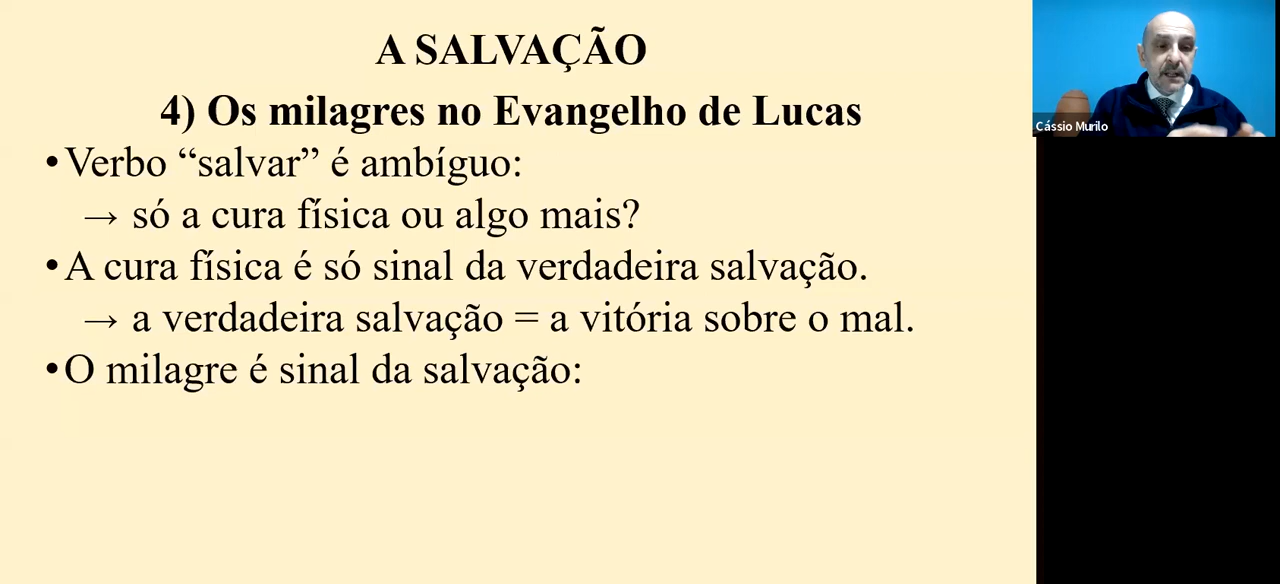 A SALVAÇÃO
4) Os milagres no Evangelho de Lucas
•Verbo “salvar” é ambíguo:
→ só a cura física ou algo mais?
•A cura física é só sinal da verdadeira salvação.
→ a verdadeira salvação = a vitória sobre o mal.
•O milagre é sinal da salvação:
Cássio Murilo